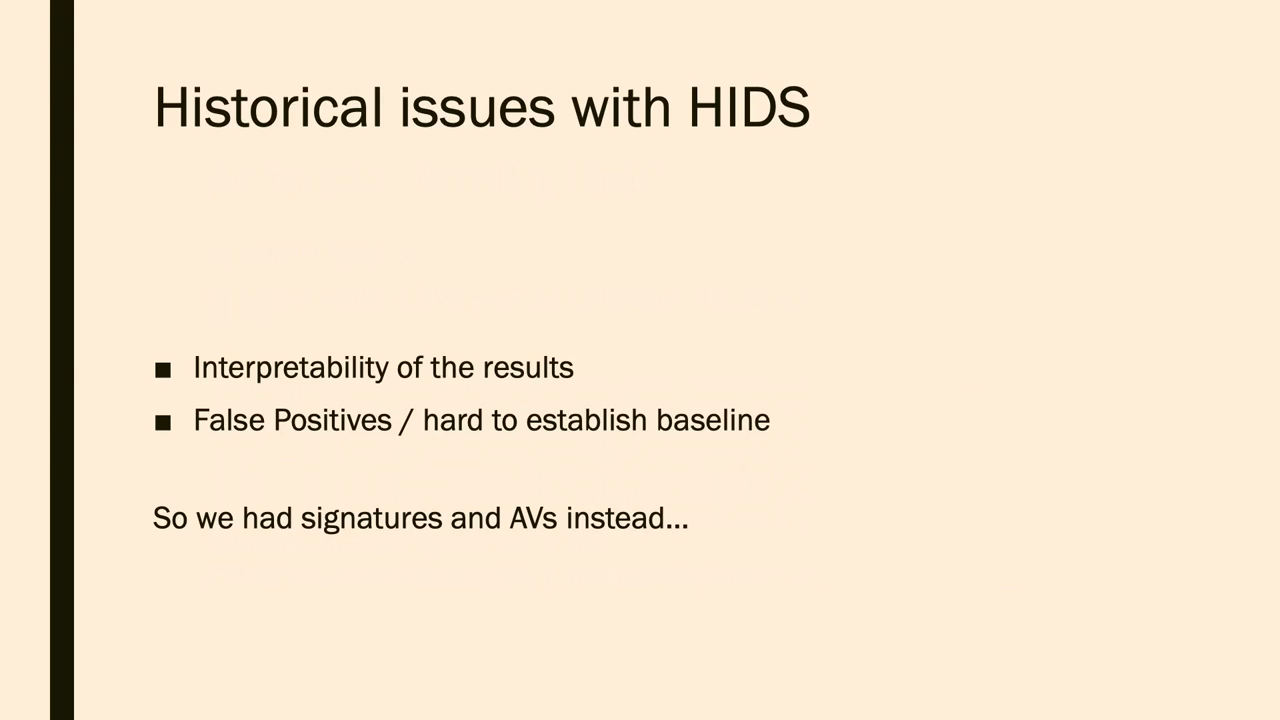 Historical issues with HIDS
■ Interpretability of the results
■ False Positives / hard to establish baseline
So we had signatures and AVs instead...